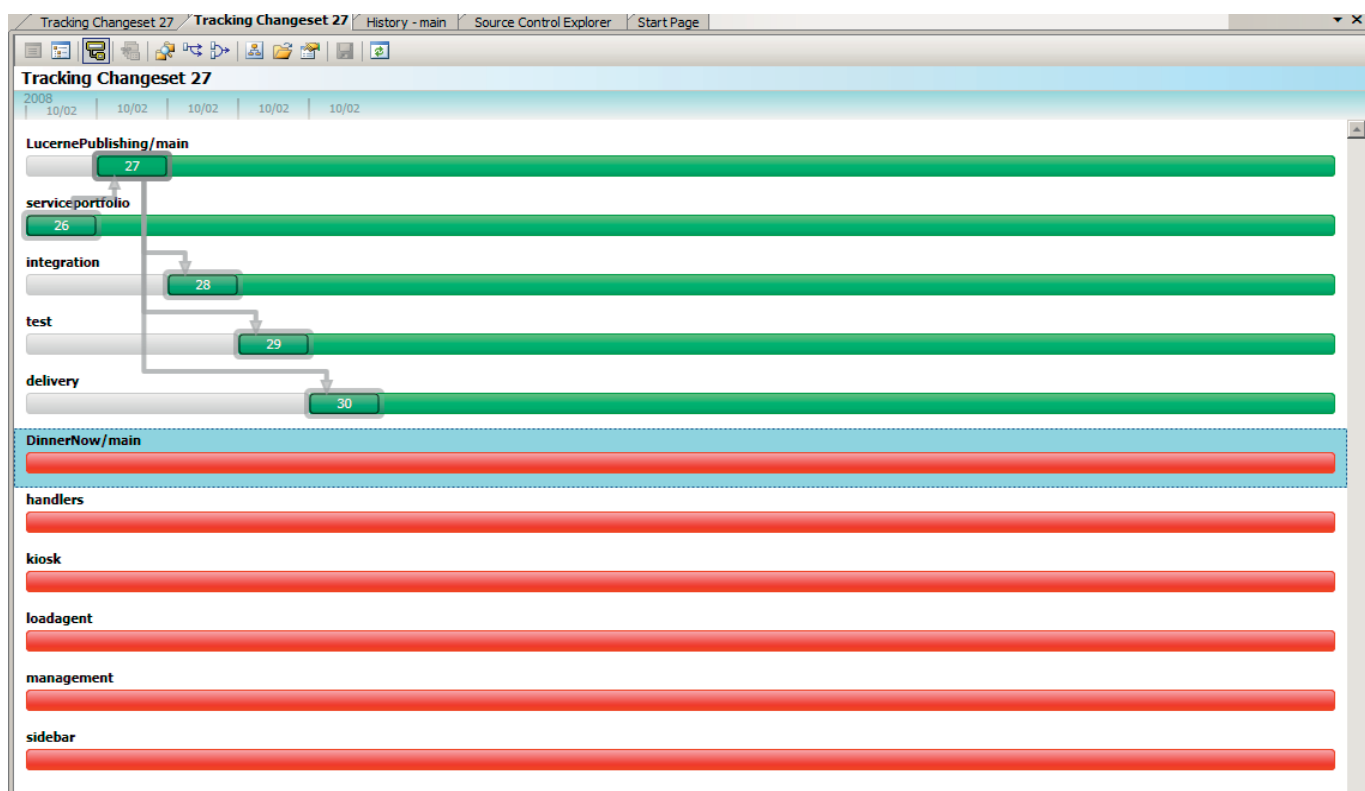 Tracking Changeset 27 Tracking Changeset 27 History - main Source Control Explorer Start Page
Tracking Changeset 27
2008
10/02 10/02 10/02 10/02 10/02
LucernePublishing/main
27
serviceportfolio
26
integration
28
test
29
delivery
30
DinnerNow/main
handlers
kiosk
loadagent
management
sidebar